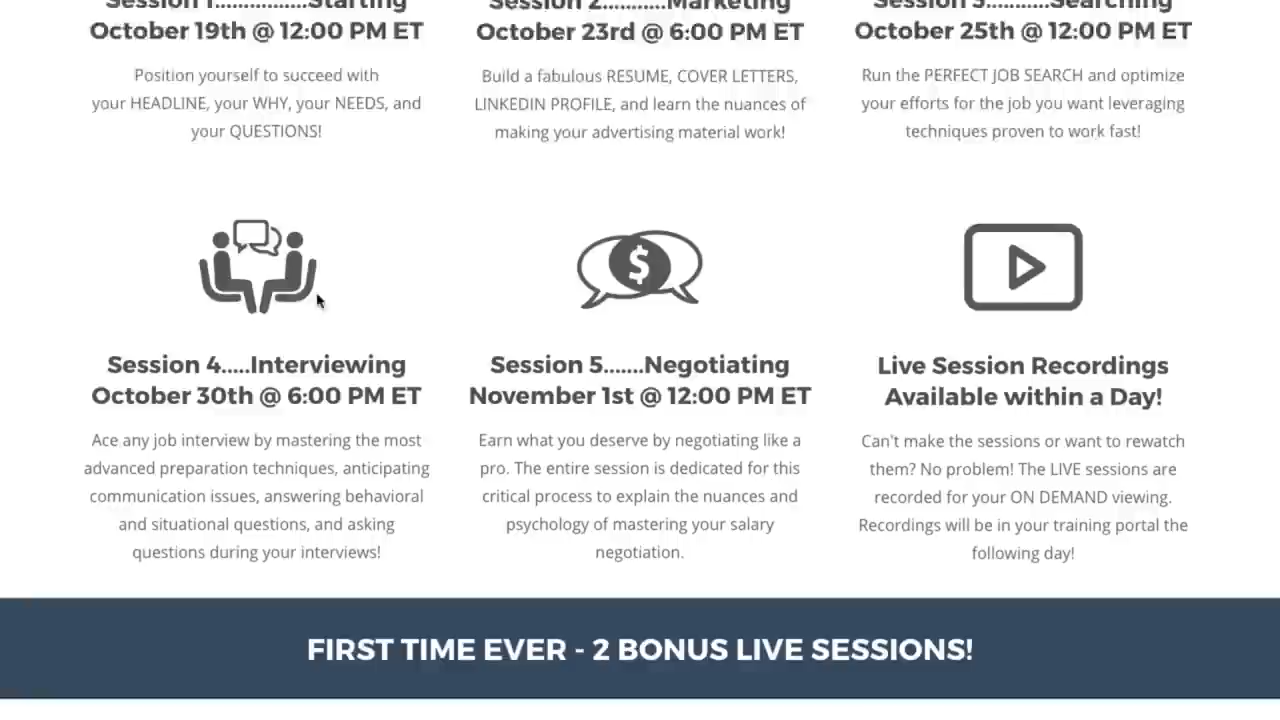 Session 1................Starting
October 19th @ 12:00 PM ET
Position yourself to succeed with
your HEADLINE, your WHY, your NEEDS, and
your QUESTIONS!
Session 2...........Marketing
October 23rd @ 6:00 PM ET
Build a fabulous RESUME, COVER LETTERS,
LINKEDIN PROFILE, and learn the nuances of
making your advertising material work!
Session 3...........Searching
October 25th @ 12:00 PM ET
Run the PERFECT JOB SEARCH and optimize
your efforts for the job you want leveraging
techniques proven to work fast!
$
Session 4.....Interviewing
October 30th @ 6:00 PM ET
Ace any job interview by mastering the most
advanced preparation techniques, anticipating
communication issues, answering behavioral
and situational questions, and asking
questions during your interviews!
Session 5.......Negotiating
November 1st @ 12:00 PM ET
Earn what you deserve by negotiating like a
pro. The entire session is dedicated for this
critical process to explain the nuances and
psychology of mastering your salary
negotiation.
Live Session Recordings
Available within a Day!
Can't make the sessions or want to rewatch
them? No problem! The LIVE sessions are
recorded for your ON DEMAND viewing.
Recordings will be in your training portal the
following day!
FIRST TIME EVER - 2 BONUS LIVE SESSIONS!